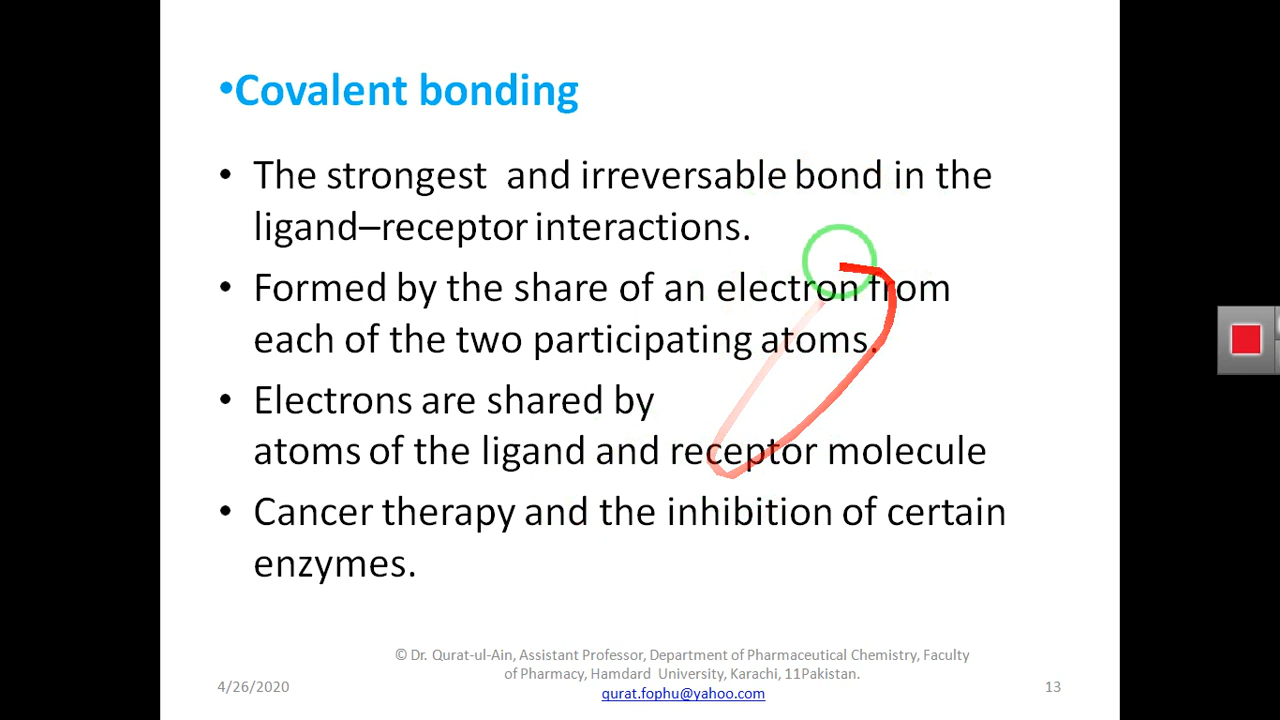 •Covalent bonding
• The strongest and irreversable bond in the
ligand–receptor interactions.
• Formed by the share of an electron from
each of the two participating atoms.
• Electrons are shared by
atoms of the ligand and receptor molecule
• Cancer therapy and the inhibition of certain
enzymes.
© Dr. Qurat-ul-Ain, Assistant Professor, Department of Pharmaceutical Chemistry, Faculty
of Pharmacy, Hamdard University, Karachi, 11Pakistan.
4/26/2020
qurat.fophu@yahoo.com
13